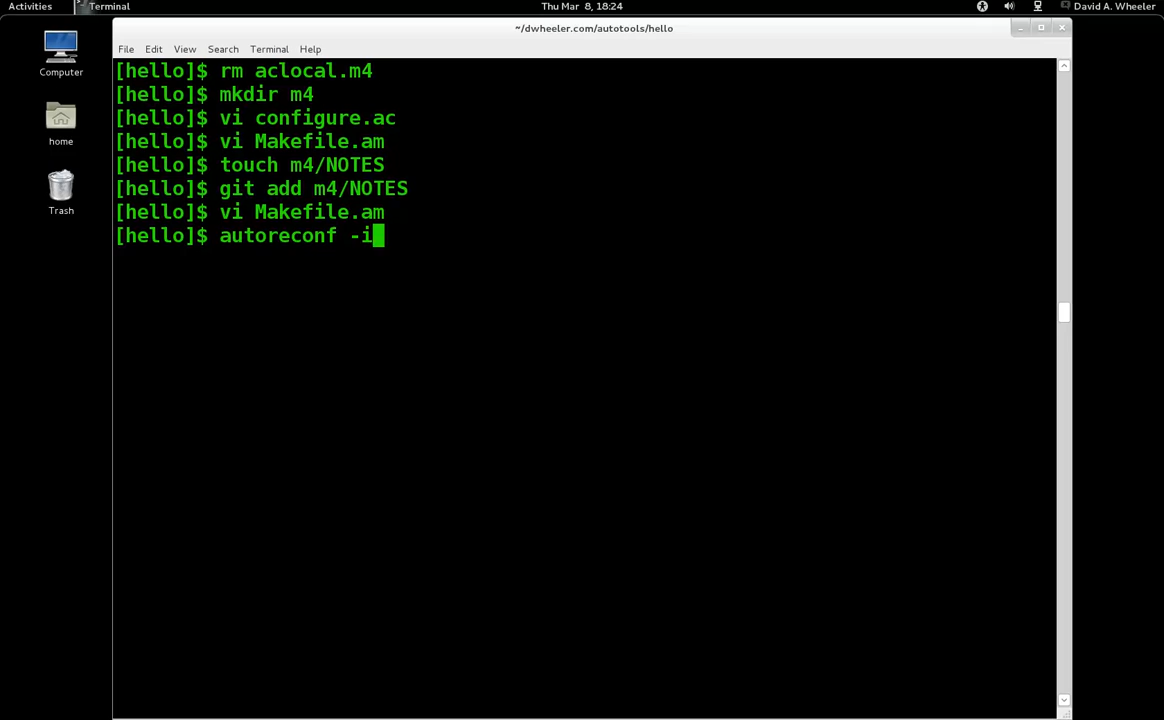 Activities Terminal Thu Mar 8, 18:24 David A. Wheeler
~/dwheeler.com/autotools/hello
File Edit View Search Terminal Help
Computer
home
Trash
[hello]$ rm aclocal.m4
[hello]$ mkdir m4
[hello]$ vi configure.ac
[hello]$ vi Makefile.am
[hello]$ touch m4/NOTES
[hello]$ git add m4/NOTES
[hello]$ vi Makefile.am
[hello]$ autoreconf -i